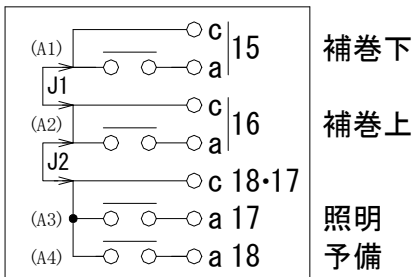 c
(A1) 15 補巻下
a
J1
c
(A2) 16 補巻上
a
J2
c 18・17
(A3) a 17 照明
(A4) a 18 予備